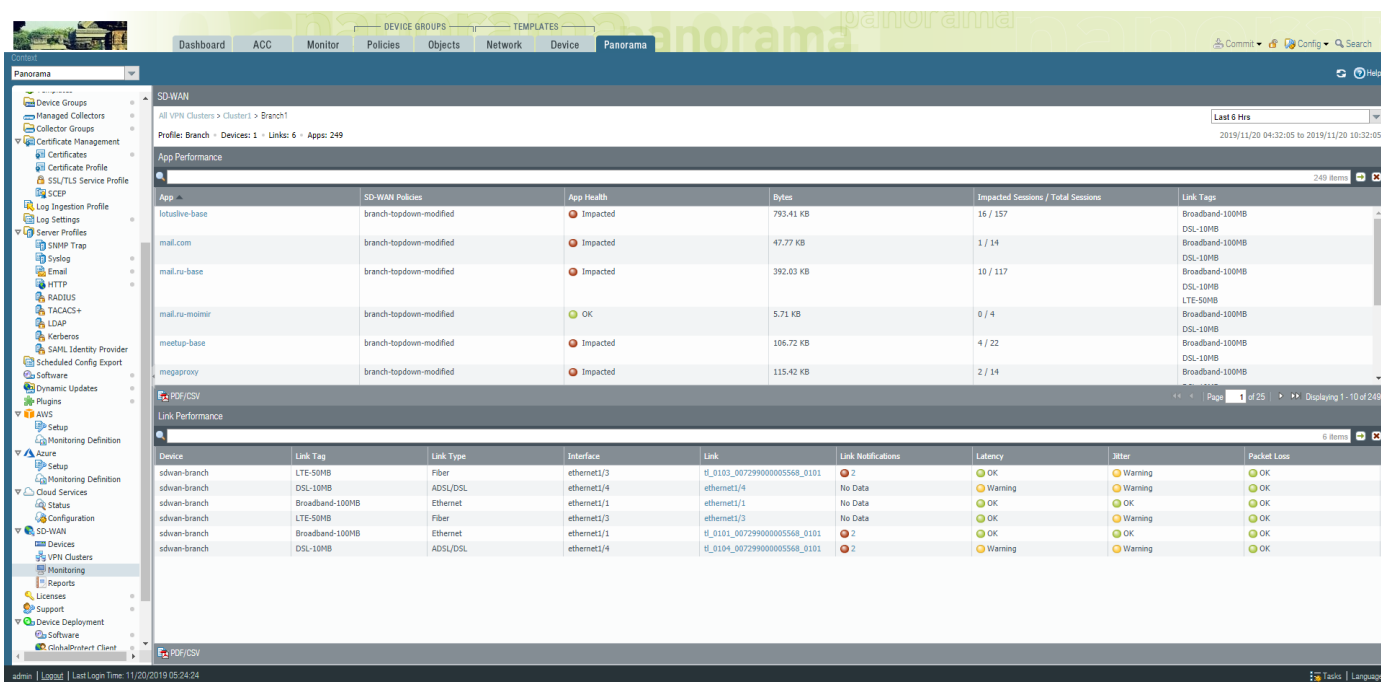 panorama
DEVICE GROUPS TEMPLATES
Dashboard ACC Monitor Policies Objects Network Device Panorama
Commit Config Search
Context
Panorama
Help
Device Groups
Managed Collectors
Collector Groups
Certificate Management
Certificates
Certificate Profile
SSL/TLS Service Profile
SCEP
Log Ingestion Profile
Log Settings
Server Profiles
SNMP Trap
Syslog
Email
HTTP
RADIUS
TACACS+
LDAP
Kerberos
SAML Identity Provider
Scheduled Config Export
Software
Dynamic Updates
Plugins
AWS
Setup
Monitoring Definition
Azure
Setup
Monitoring Definition
Cloud Services
Status
Configuration
SD-WAN
Devices
VPN Clusters
Monitoring
Reports
Licenses
Support
Device Deployment
Software
GlobalProtect Client
SD-WAN
All VPN Clusters > Cluster1 > Branch1
Last 6 Hrs
Profile: Branch Devices: 1 Links: 6 Apps: 249
2019/11/20 04:32:05 to 2019/11/20 10:32:05
App Performance
249 items
App SD-WAN Policies App Health Bytes Impacted Sessions / Total Sessions Link Tags
lotuslive-base branch-topdown-modified Impacted 793.41 KB 16 / 157 Broadband-100MB
DSL-10MB
mail.com branch-topdown-modified Impacted 47.77 KB 1 / 14 Broadband-100MB
DSL-10MB
mail.ru-base branch-topdown-modified Impacted 392.03 KB 10 / 117 Broadband-100MB
DSL-10MB
LTE-50MB
mail.ru-moimir branch-topdown-modified OK 5.71 KB 0 / 4 Broadband-100MB
DSL-10MB
meetup-base branch-topdown-modified Impacted 106.72 KB 4 / 22 Broadband-100MB
DSL-10MB
megaproxy branch-topdown-modified Impacted 115.42 KB 2 / 14 Broadband-100MB
PDF/CSV
Page 1 of 25 Displaying 1 - 10 of 249
Link Performance
6 items
Device Link Tag Link Type Interface Link Link Notifications Latency Jitter Packet Loss
sdwan-branch LTE-50MB Fiber ethernet1/3 tl_0103_007299000005568_0101 2 OK Warning OK
sdwan-branch DSL-10MB ADSL/DSL ethernet1/4 ethernet1/4 No Data Warning Warning OK
sdwan-branch Broadband-100MB Ethernet ethernet1/1 ethernet1/1 No Data OK OK OK
sdwan-branch LTE-50MB Fiber ethernet1/3 ethernet1/3 No Data OK Warning OK
sdwan-branch Broadband-100MB Ethernet ethernet1/1 tl_0101_007299000005568_0101 2 OK OK OK
sdwan-branch DSL-10MB ADSL/DSL ethernet1/4 tl_0104_007299000005568_0101 2 Warning Warning OK
PDF/CSV
admin | Logout | Last Login Time: 11/20/2019 05:24:24
Tasks | Language